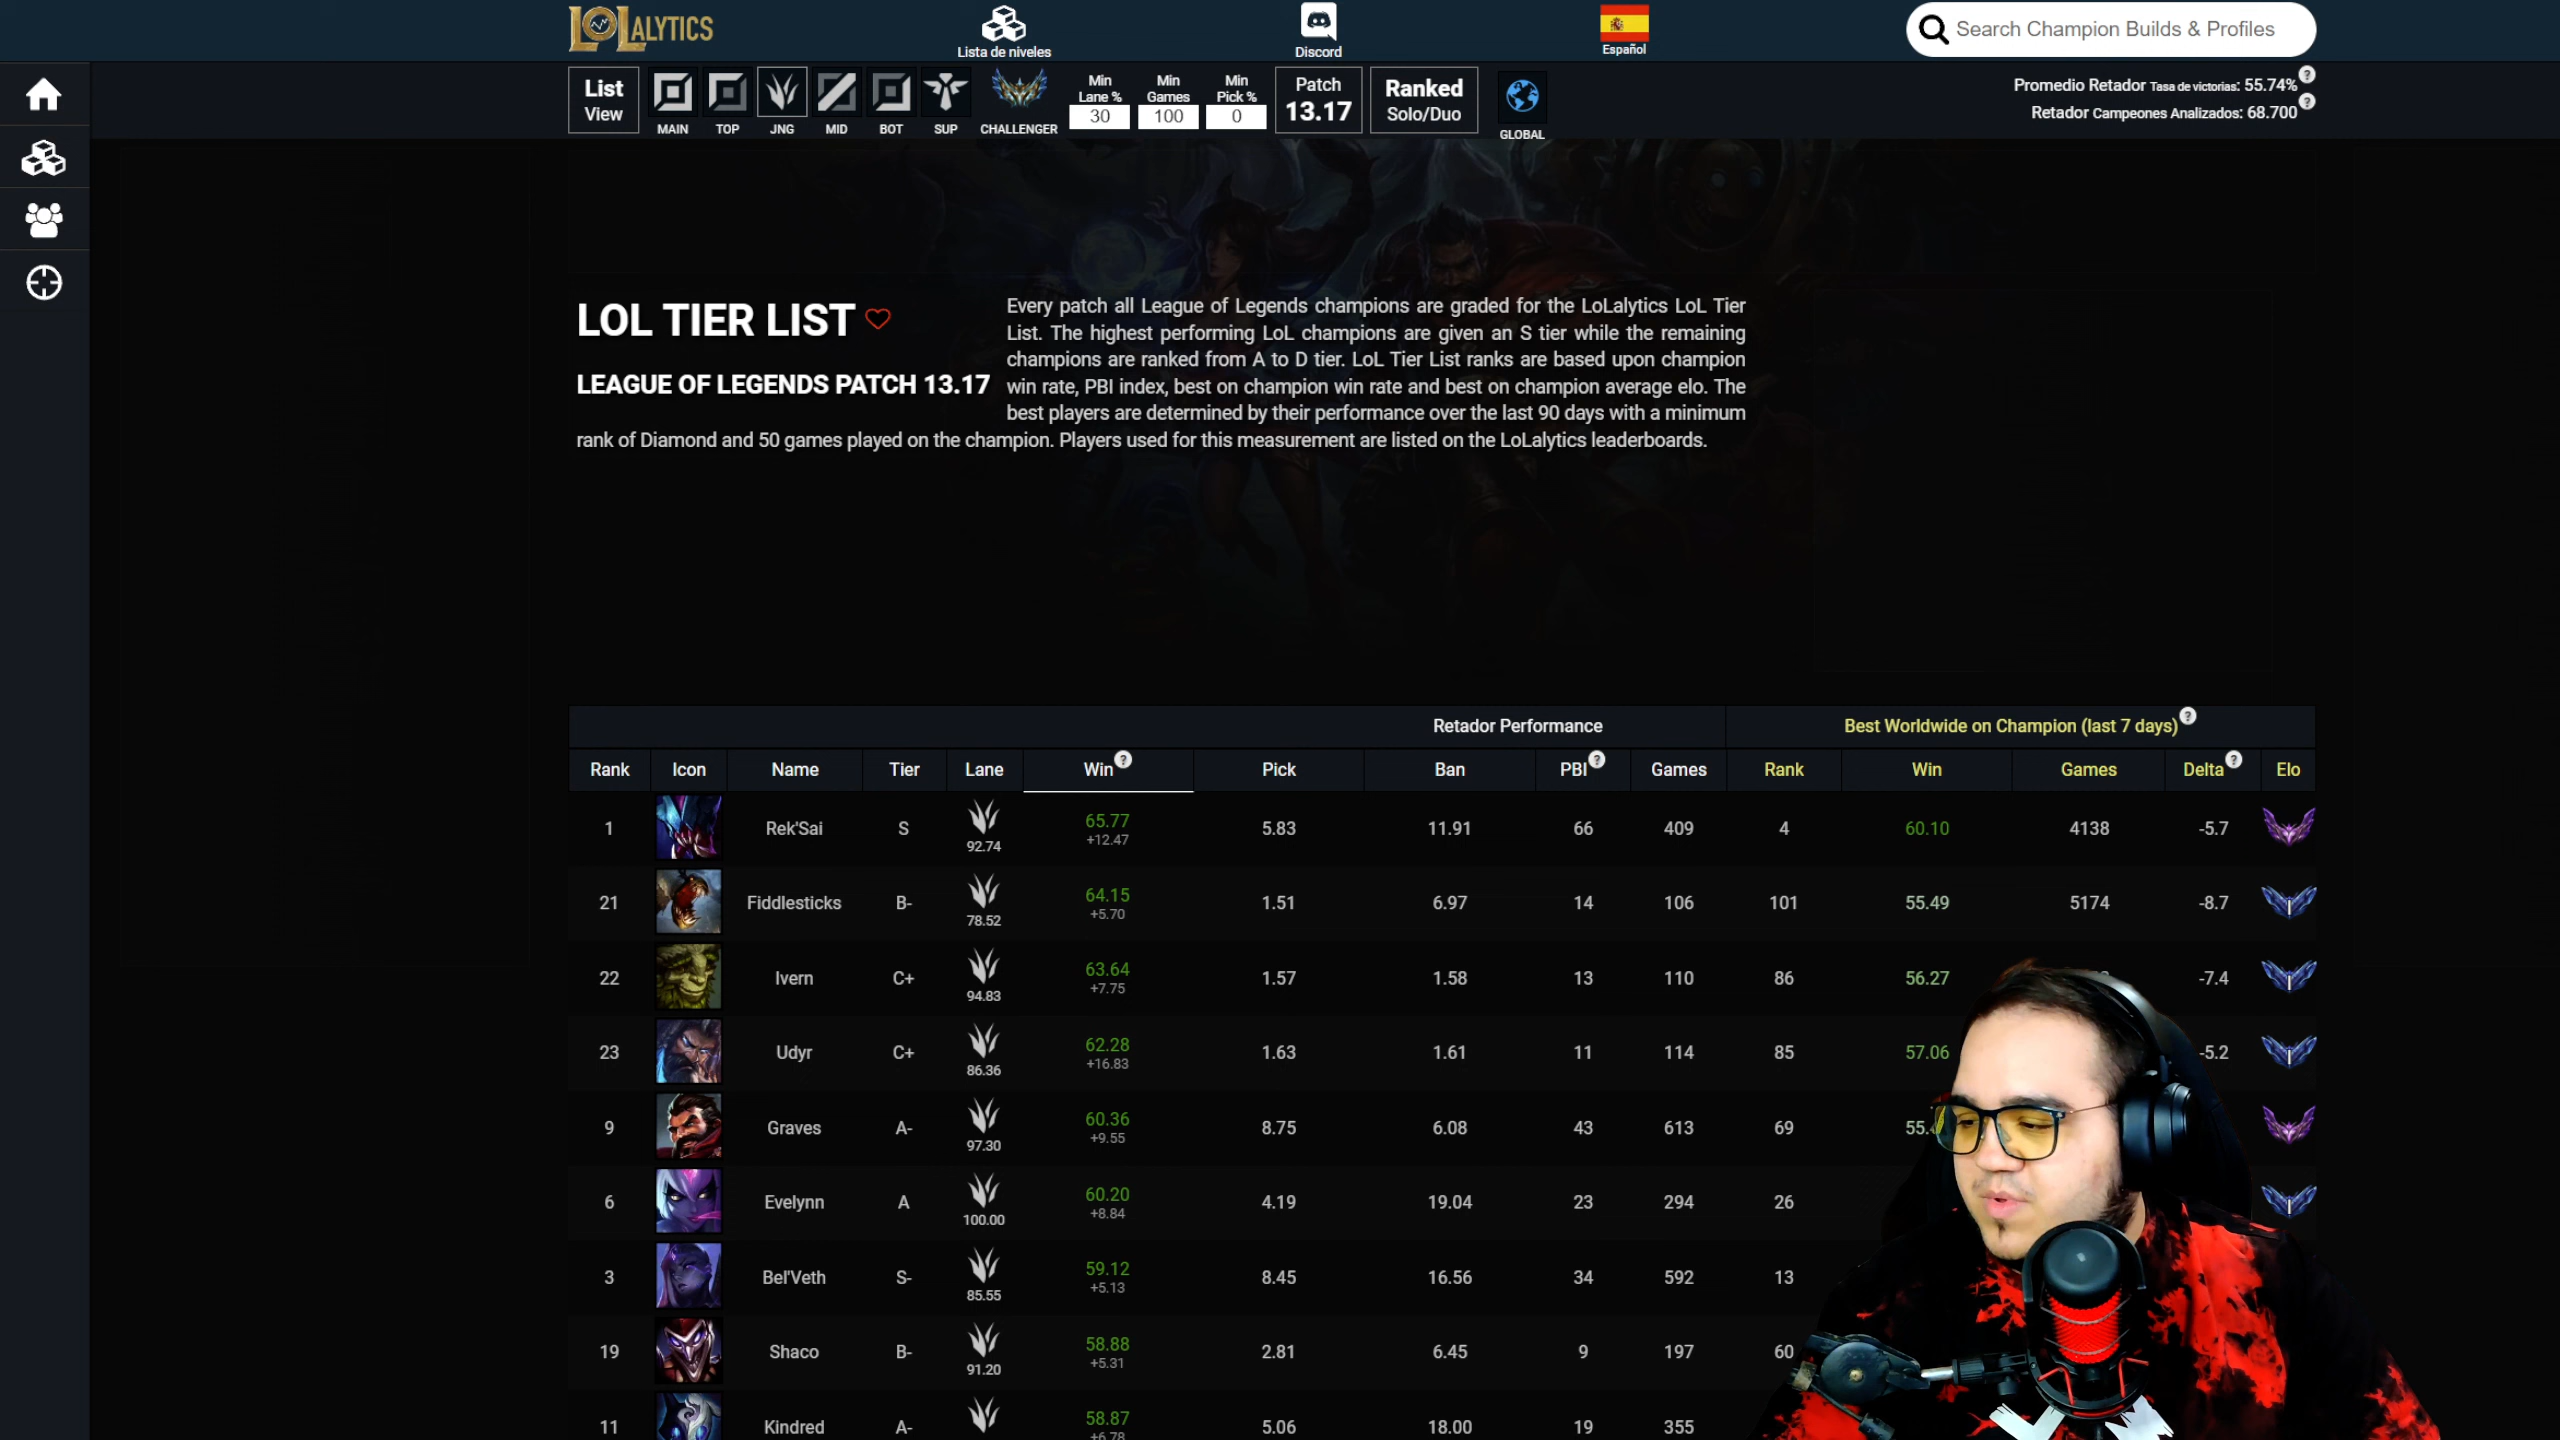 LOLALYTICS
Lista de niveles
Discord
Español
Search Champion Builds & Profiles
List
View
MAIN
TOP
JNG
MID
BOT
SUP
CHALLENGER
Min
Lane %
30
Min
Games
100
Min
Pick %
0
Patch
13.17
Ranked
Solo/Duo
GLOBAL
Promedio Retador Tasa de victorias: 55.74% ?
Retador Campeones Analizados: 68.700 ?
LOL TIER LIST
LEAGUE OF LEGENDS PATCH 13.17
Every patch all League of Legends champions are graded for the LoLalytics LoL Tier
List. The highest performing LoL champions are given an S tier while the remaining
champions are ranked from A to D tier. LoL Tier List ranks are based upon champion
win rate, PBI index, best on champion win rate and best on champion average elo. The
best players are determined by their performance over the last 90 days with a minimum
rank of Diamond and 50 games played on the champion. Players used for this measurement are listed on the LoLalytics leaderboards.
Retador Performance Best Worldwide on Champion (last 7 days) ?
Rank Icon Name Tier Lane Win ? Pick Ban PBI ? Games Rank Win Games Delta ? Elo
1 Rek'Sai S 92.74 65.77 +12.47 5.83 11.91 66 409 4 60.10 4138 -5.7
21 Fiddlesticks B- 78.52 64.15 +5.70 1.51 6.97 14 106 101 55.49 5174 -8.7
22 Ivern C+ 94.83 63.64 +7.75 1.57 1.58 13 110 86 56.27 -7.4
23 Udyr C+ 86.36 62.28 +16.83 1.63 1.61 11 114 85 57.06 -5.2
9 Graves A- 97.30 60.36 +9.55 8.75 6.08 43 613 69
6 Evelynn A 100.00 60.20 +8.84 4.19 19.04 23 294 26
3 Bel'Veth S- 85.55 59.12 +5.13 8.45 16.56 34 592 13
19 Shaco B- 91.20 58.88 +5.31 2.81 6.45 9 197 60
11 Kindred A- 58.87 +6.78 5.06 18.00 19 355